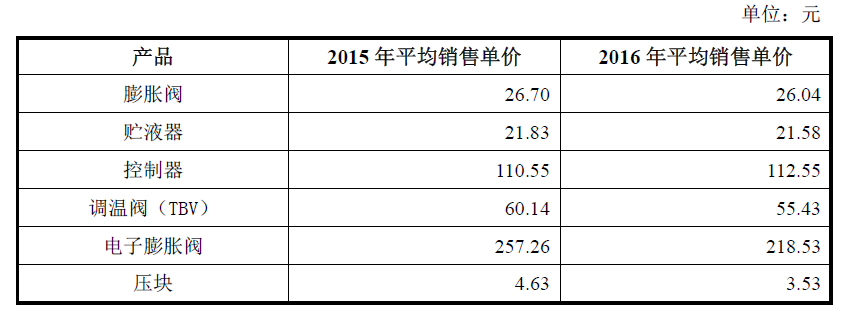 单位：元
产品 2015 年平均销售单价 2016 年平均销售单价
膨胀阀 26.70 26.04
贮液器 21.83 21.58
控制器 110.55 112.55
调温阀（TBV） 60.14 55.43
电子膨胀阀 257.26 218.53
压块 4.63 3.53